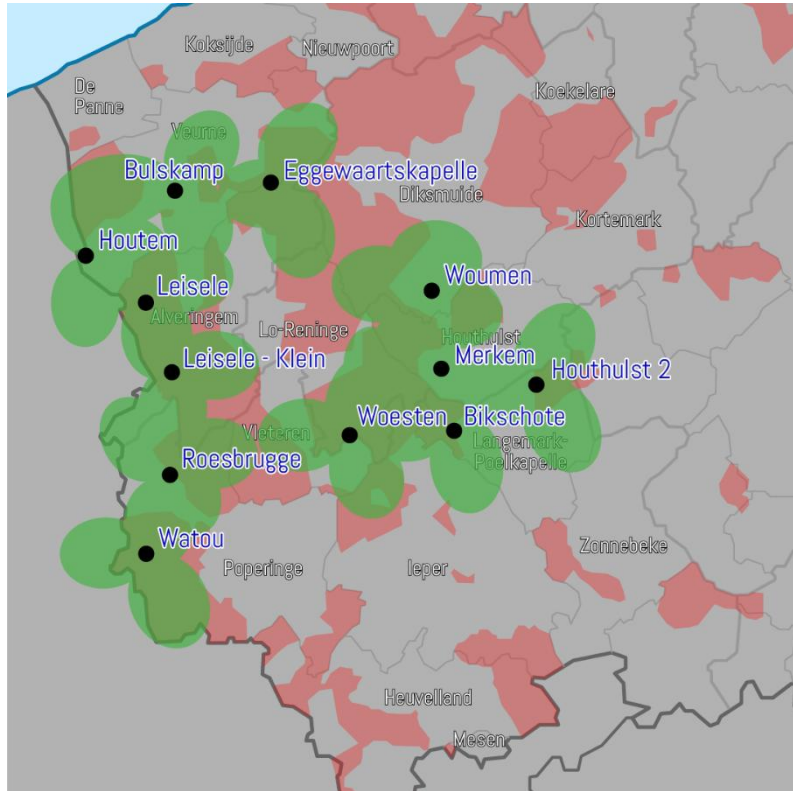 Koksijde
Nieuwpoort
De
Panne
Koekelare
Veurne
Bulskamp
Eggewaartskapelle
Diksmuide
Kortemark
Houtem
Woumen
Leisele
Alveringem
Lo-Reninge
Houthulst
Merkem
Leisele - Klein
Houthulst 2
Woesten
Bikschote
Vleteren
Langemark-
Poelkapelle
Roesbrugge
Watou
Poperinge
Ieper
Zonnebeke
Heuvelland
Mesen